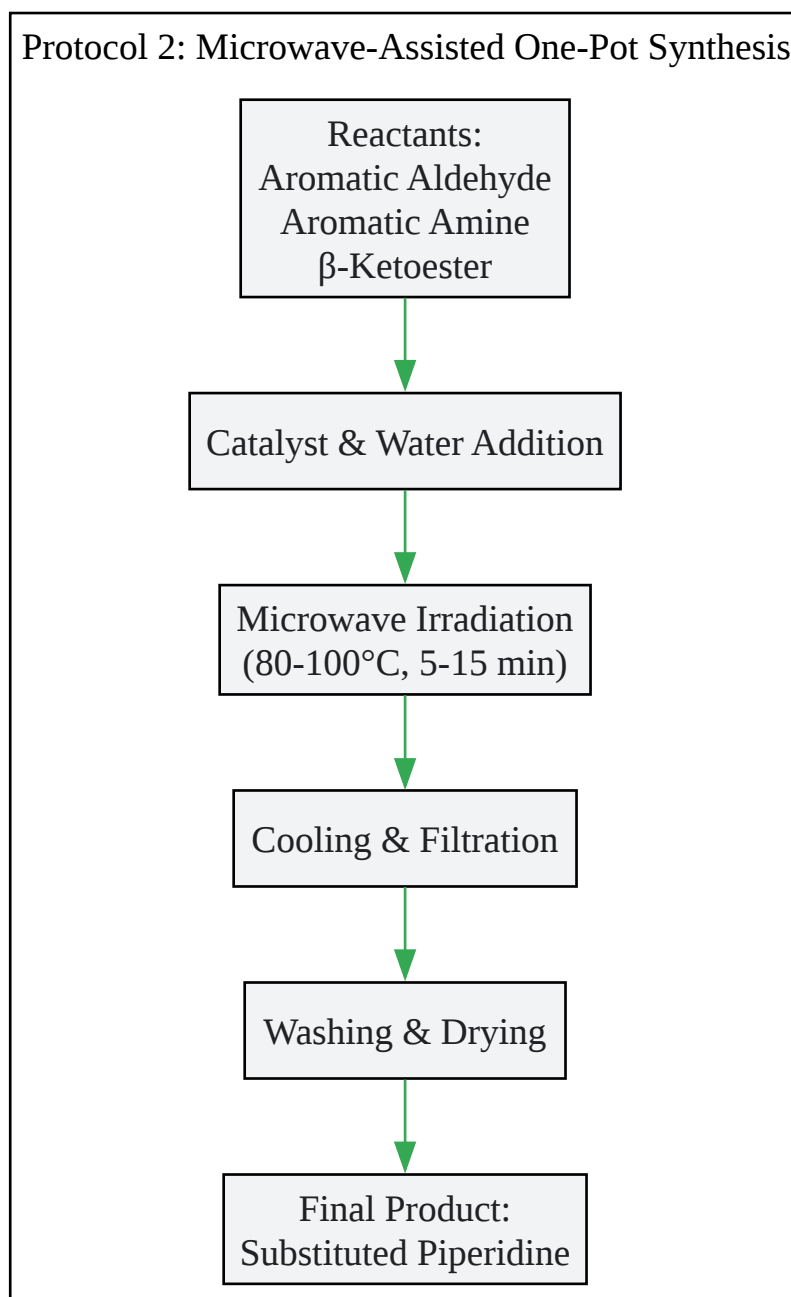 Protocol 2: Microwave-Assisted One-Pot Synthesis
Reactants:
Aromatic Aldehyde
Aromatic Amine
β-Ketoester
Catalyst & Water Addition
Microwave Irradiation
(80-100°C, 5-15 min)
Cooling & Filtration
Washing & Drying
Final Product:
Substituted Piperidine